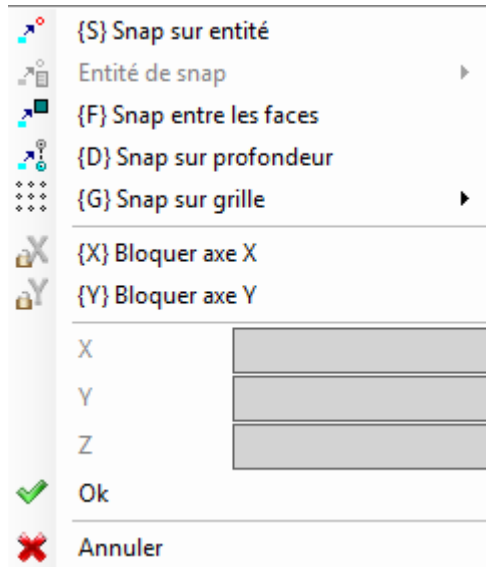 {S} Snap sur entité
Entité de snap
{F} Snap entre les faces
{D} Snap sur profondeur
{G} Snap sur grille
X {X} Bloquer axe X
Y {Y} Bloquer axe Y
X
Y
Z
Ok
Annuler